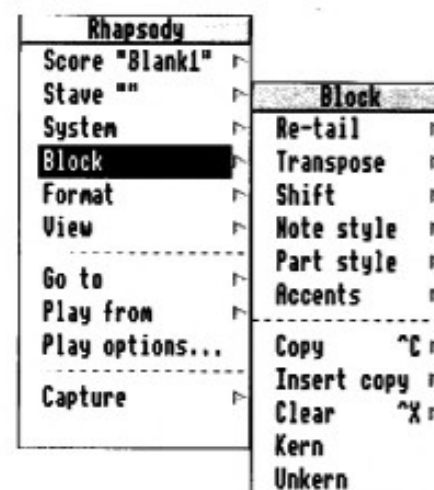 Rhapsody
Score "Blank1"
Stave ""
System
Block
Format
View
Go to
Play from
Play options...
Capture
Block
Re-tail
Transpose
Shift
Note style
Part style
Accents
Copy ^C
Insert copy
Clear ^X
Kern
Unkern